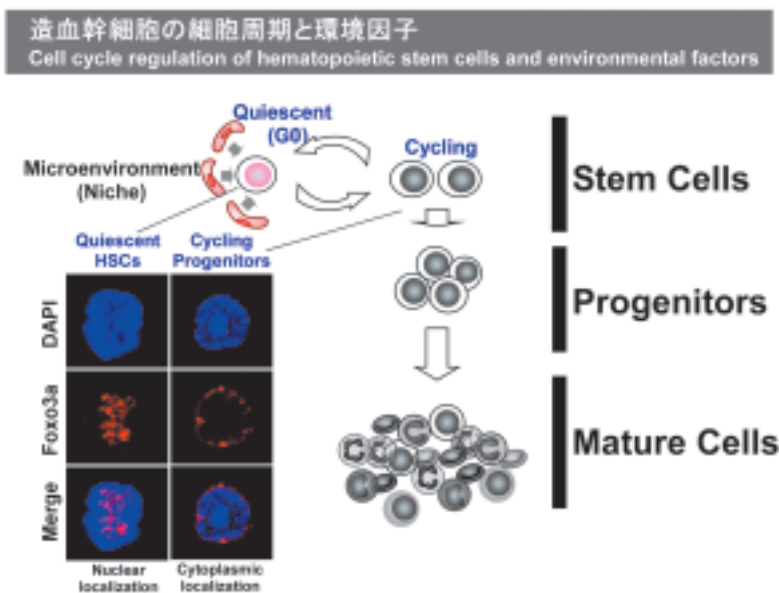 造血幹細胞の細胞周期と環境因子
Cell cycle regulation of hematopoietic stem cells and environmental factors
Quiescent
(G0)
Cycling
Microenvironment
(Niche)
Stem Cells
Quiescent
HSCs
Cycling
Progenitors
Progenitors
DAPI
Foxo3a
Mature Cells
Merge
Nuclear
localization
Cytoplasmic
localization